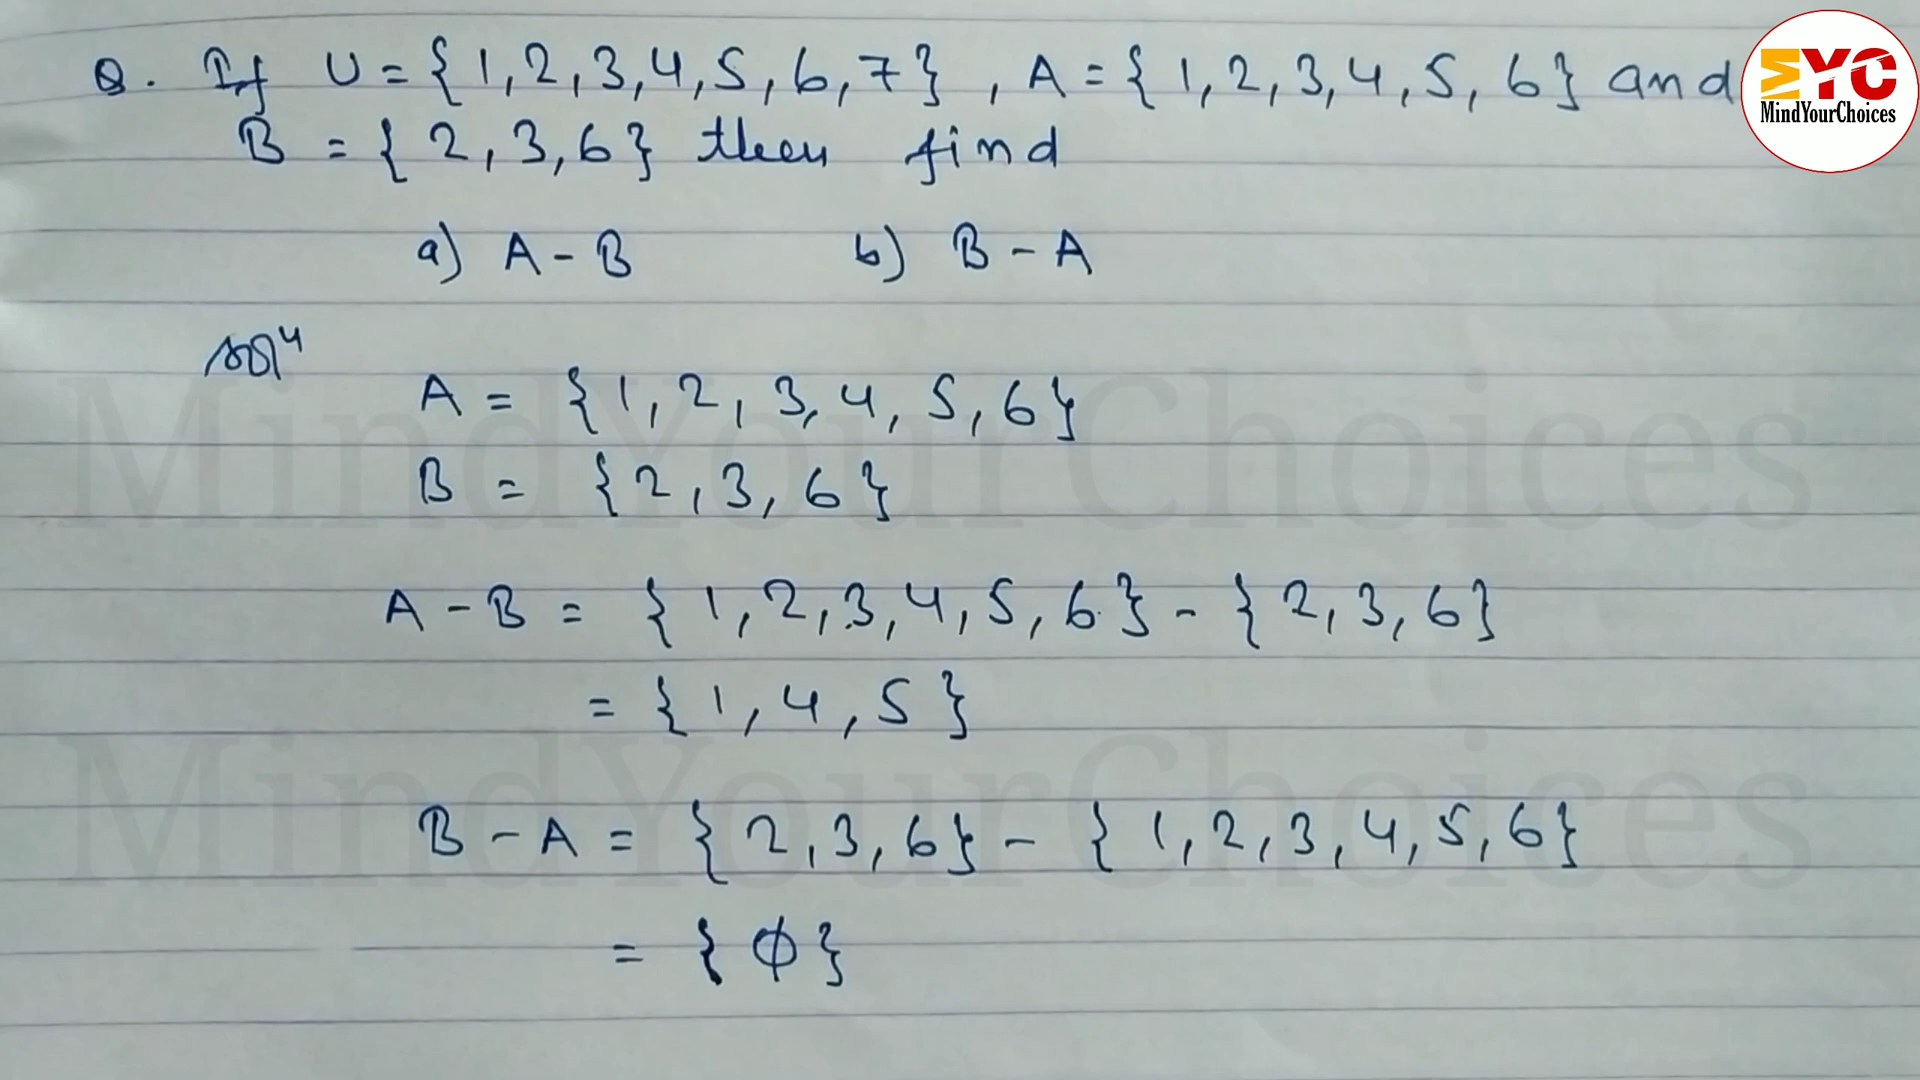 Q. If U = {1,2,3,4,5,6,7}, A = {1,2,3,4,5,6} and
B = {2,3,6} then find
a) A - B b) B - A
solⁿ
A = {1,2,3,4,5,6}
B = {2,3,6}
A - B = {1,2,3,4,5,6} - {2,3,6}
= {1,4,5}
B - A = {2,3,6} - {1,2,3,4,5,6}
= {ϕ}
MYC
MindYourChoices
MindYourChoices
MindYourChoices